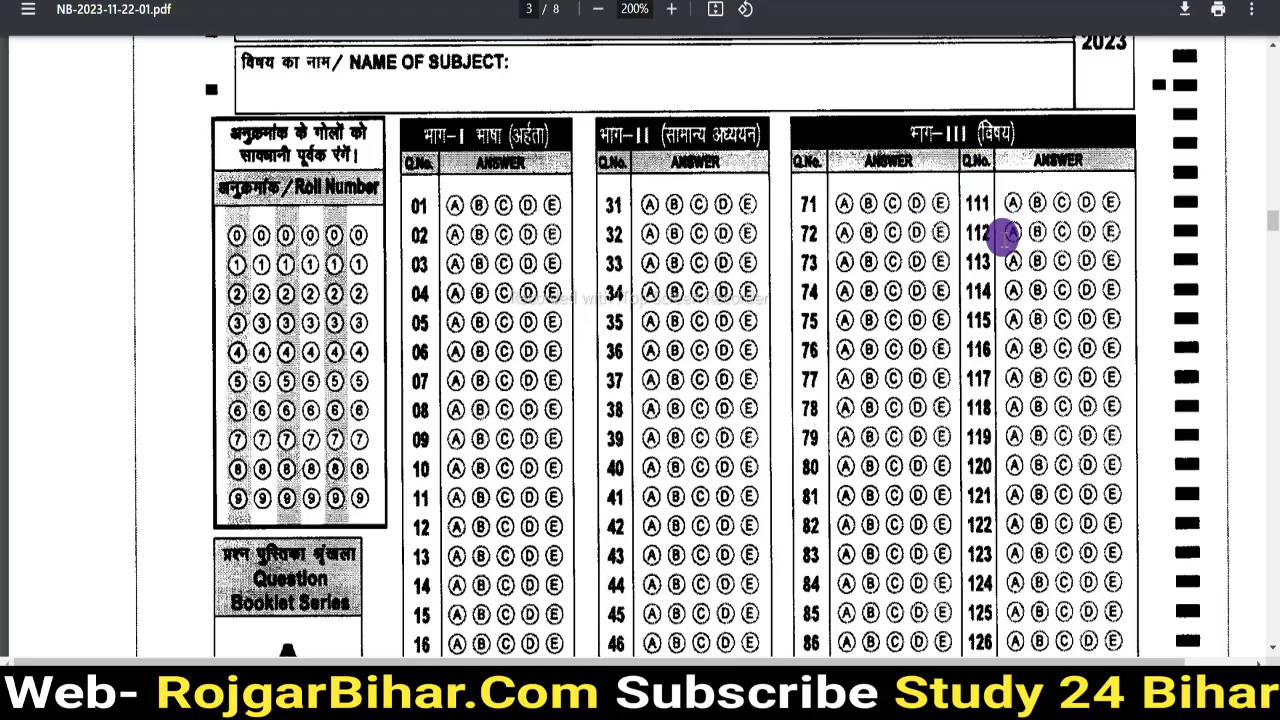 NB-2023-11-22-01.pdf
3 / 8
200%
2023
विषय का नाम/ NAME OF SUBJECT:
अनुक्रमांक के गोलों को
सावधानी पूर्वक रंगें।
अनुक्रमांक / Roll Number
0 0 0 0 0 0
1 1 1 1 1 1
2 2 2 2 2 2
3 3 3 3 3 3
4 4 4 4 4 4
5 5 5 5 5 5
6 6 6 6 6 6
7 7 7 7 7 7
8 8 8 8 8 8
9 9 9 9 9 9
प्रश्न पुस्तिका श्रृंखला
Question
Booklet Series
A
भाग-I भाषा (अर्हता)
Q.No. ANSWER
01 A B C D E
02 A B C D E
03 A B C D E
04 A B C D E
05 A B C D E
06 A B C D E
07 A B C D E
08 A B C D E
09 A B C D E
10 A B C D E
11 A B C D E
12 A B C D E
13 A B C D E
14 A B C D E
15 A B C D E
16 A B C D E
भाग-II (सामान्य अध्ययन)
Q.No. ANSWER
31 A B C D E
32 A B C D E
33 A B C D E
34 A B C D E
35 A B C D E
36 A B C D E
37 A B C D E
38 A B C D E
39 A B C D E
40 A B C D E
41 A B C D E
42 A B C D E
43 A B C D E
44 A B C D E
45 A B C D E
46 A B C D E
भाग-III (विषय)
Q.No. ANSWER Q.No. ANSWER
71 A B C D E 111 A B C D E
72 A B C D E 112 A B C D E
73 A B C D E 113 A B C D E
74 A B C D E 114 A B C D E
75 A B C D E 115 A B C D E
76 A B C D E 116 A B C D E
77 A B C D E 117 A B C D E
78 A B C D E 118 A B C D E
79 A B C D E 119 A B C D E
80 A B C D E 120 A B C D E
81 A B C D E 121 A B C D E
82 A B C D E 122 A B C D E
83 A B C D E 123 A B C D E
84 A B C D E 124 A B C D E
85 A B C D E 125 A B C D E
86 A B C D E 126 A B C D E
Recorded with iTop Screen Recorder
Web- RojgarBihar.Com Subscribe Study 24 Bihar